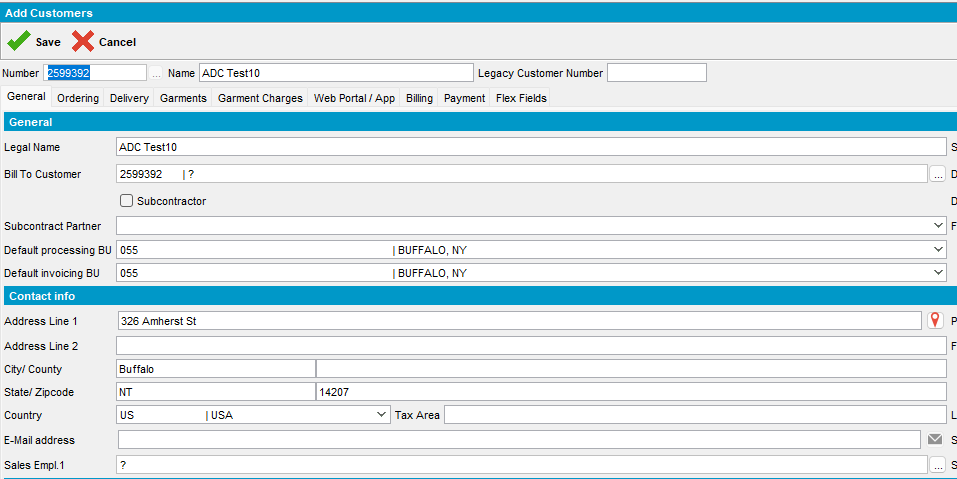 Add Customers
Save Cancel
Number 2599392 ... Name ADC Test10 Legacy Customer Number
General Ordering Delivery Garments Garment Charges Web Portal / App Billing Payment Flex Fields
General
Legal Name ADC Test10 S
Bill To Customer 2599392 | ? ... D
Subcontractor D
Subcontract Partner F
Default processing BU 055 | BUFFALO, NY
Default invoicing BU 055 | BUFFALO, NY
Contact info
Address Line 1 326 Amherst St P
Address Line 2 F
City/ County Buffalo
State/ Zipcode NT 14207
Country US | USA Tax Area L
E-Mail address S
Sales Empl.1 ? ... S